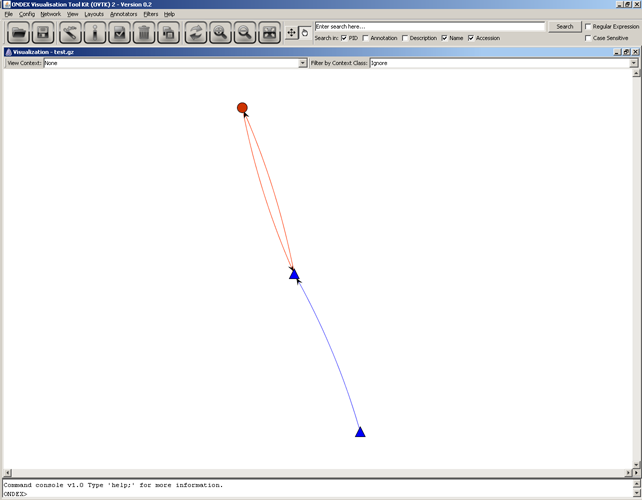 ONDEX Visualisation Tool Kit (OVTK) 2 - Version 0.2
File Config Network View Layouts Annotators Filters Help
Enter search here... Search Regular Expression
Search in: PID Annotation Description Name Accession Case Sensitive
Visualization - test.gz
View Context: None Filter by Context Class: Ignore
Command console v1.0 Type 'help;' for more information.
ONDEX>